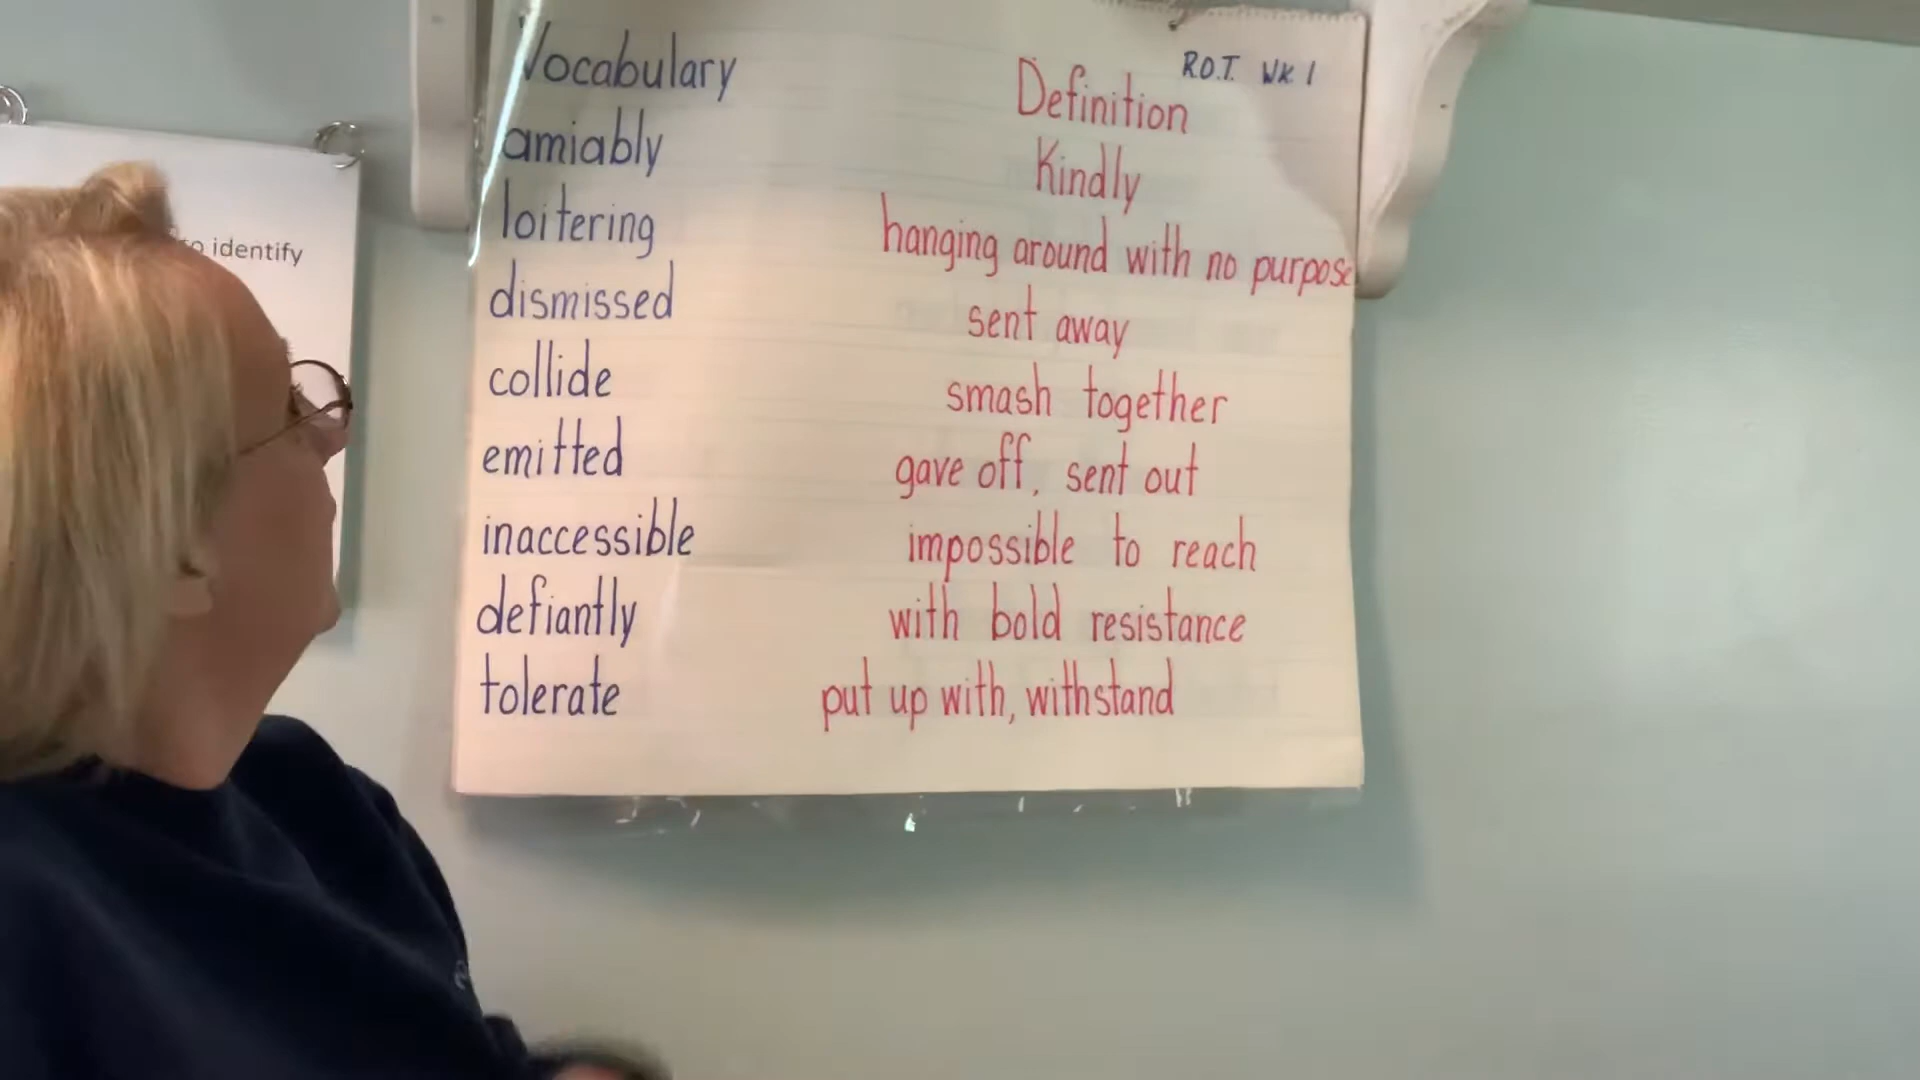 R.O.T. WK 1
Vocabulary Definition
amiably Kindly
loitering hanging around with no purpose
dismissed sent away
collide smash together
emitted gave off, sent out
inaccessible impossible to reach
defiantly with bold resistance
tolerate put up with, withstand
identify